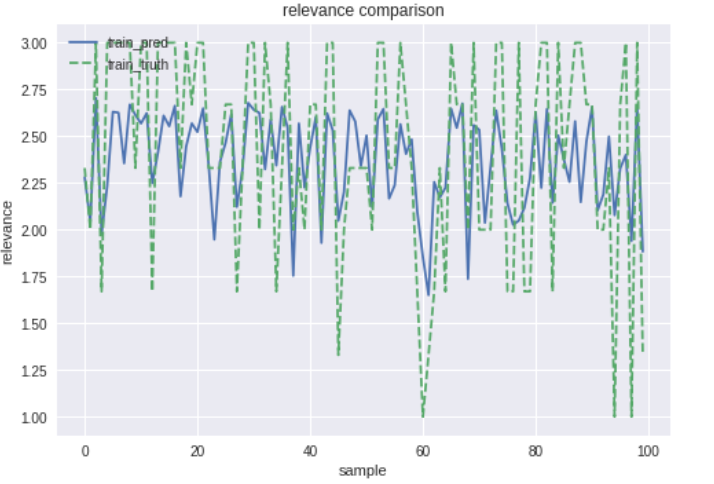 relevance comparison
train_pred
train_truth
3.00
2.75
2.50
2.25
2.00
1.75
1.50
1.25
1.00
relevance
0 20 40 60 80 100
sample